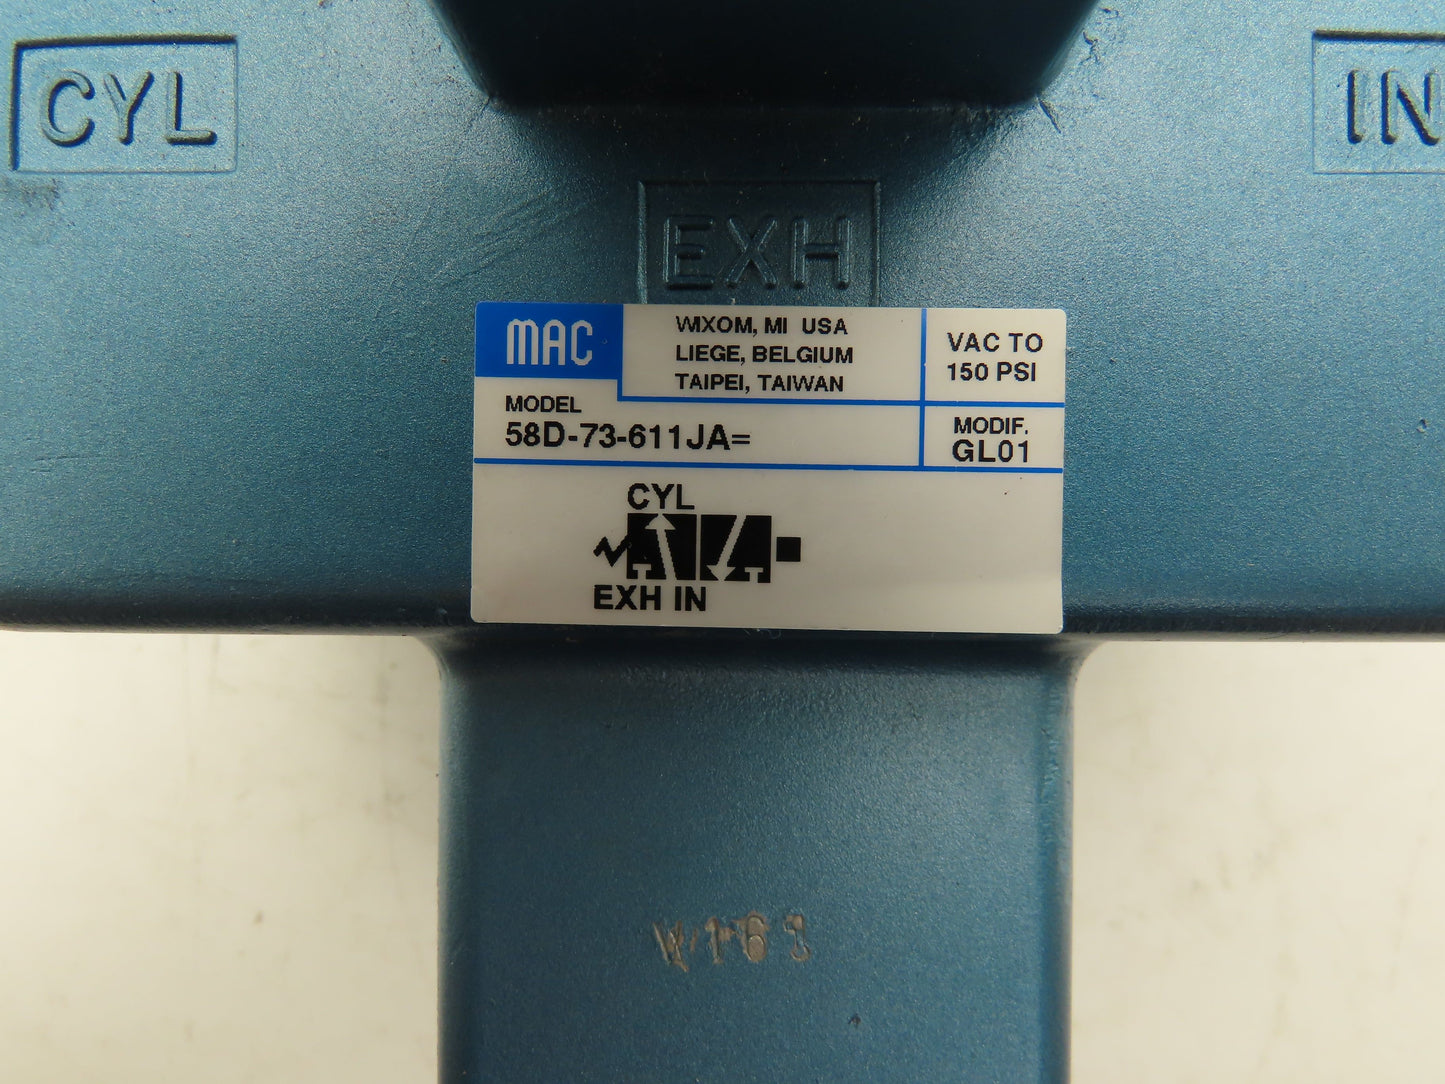 CYL
IN
EXH
MAC
WIXOM, MI USA
LIEGE, BELGIUM
TAIPEI, TAIWAN
VAC TO
150 PSI
MODEL
58D-73-611JA=
MODIF.
GL01
CYL
EXH IN